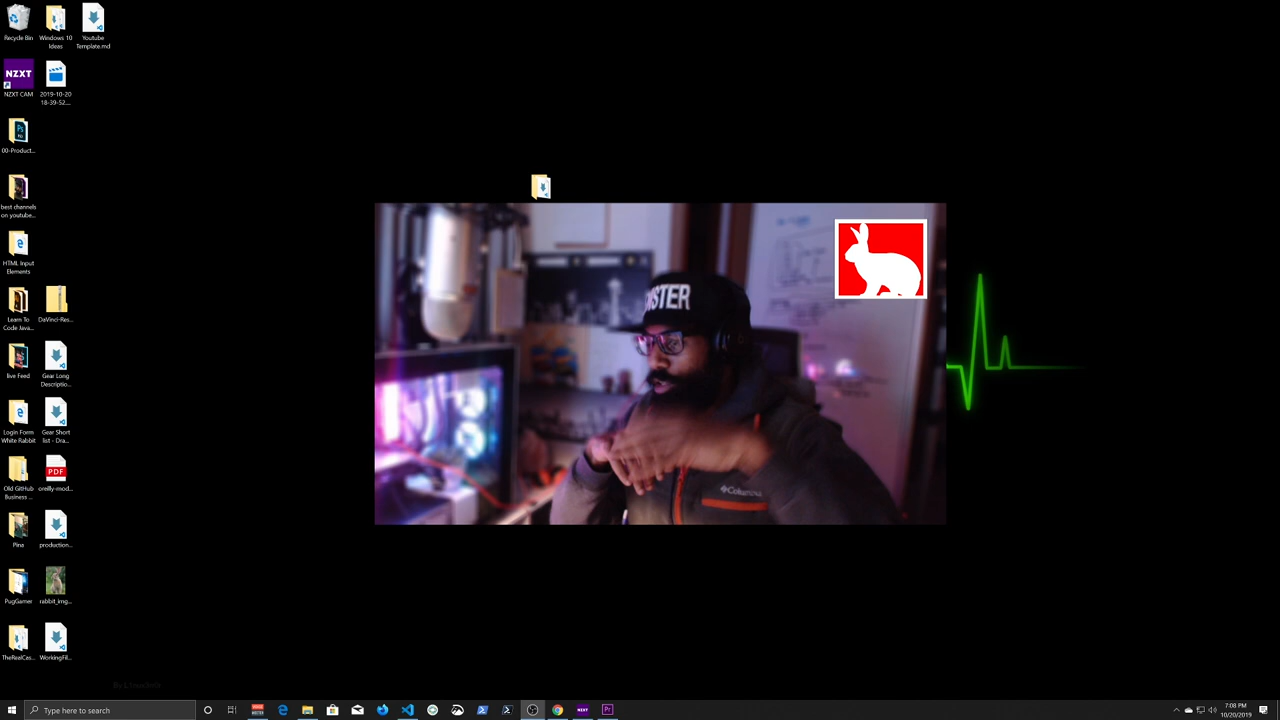 Recycle Bin
Windows 10
Ideas
Youtube
Template.md
NZXT
NZXT CAM
2019-10-20
18-39-52....
Ps
00-Product...
best channels
on youtube...
HTML Input
Elements
Learn To
Code Java...
DaVinci-Res...
live Feed
Gear Long
Descriptio...
Login Form
White Rabbit
Gear Short
list - Dra...
Old GitHub
Business ...
PDF
oreilly-mod...
Pina
production...
PugGamer
rabbit_img...
TheRealCas...
WorkingFil...
Columbia
Type here to search
NZXT
Pr
7:08 PM
10/20/2019